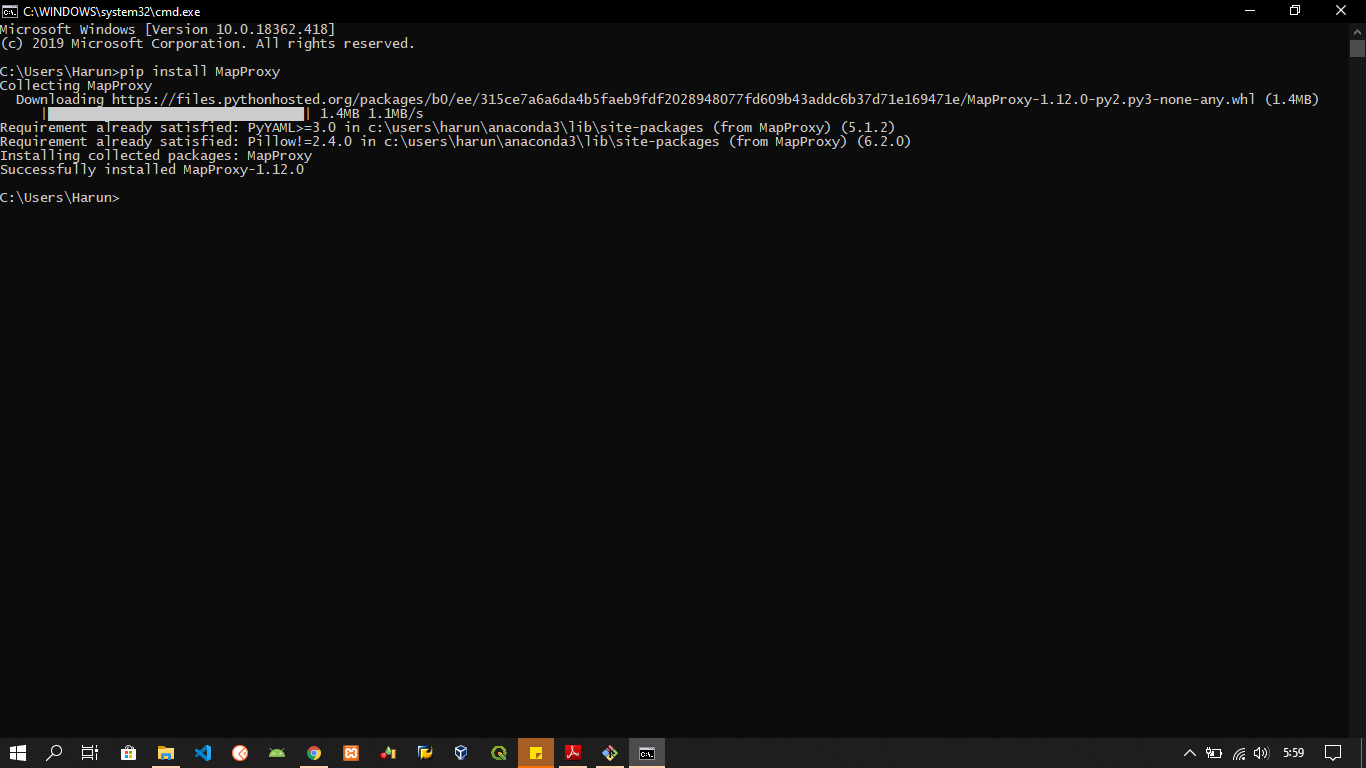 C:\WINDOWS\system32\cmd.exe
Microsoft Windows [Version 10.0.18362.418]
(c) 2019 Microsoft Corporation. All rights reserved.
C:\Users\Harun>pip install MapProxy
Collecting MapProxy
Downloading https://files.pythonhosted.org/packages/b0/ee/315ce7a6a6da4b5faeb9fdf2028948077fd609b43addc6b37d71e169471e/MapProxy-1.12.0-py2.py3-none-any.whl (1.4MB)
|████████████████████████████████| 1.4MB 1.1MB/s
Requirement already satisfied: PyYAML>=3.0 in c:\users\harun\anaconda3\lib\site-packages (from MapProxy) (5.1.2)
Requirement already satisfied: Pillow!=2.4.0 in c:\users\harun\anaconda3\lib\site-packages (from MapProxy) (6.2.0)
Installing collected packages: MapProxy
Successfully installed MapProxy-1.12.0
C:\Users\Harun>
5:59